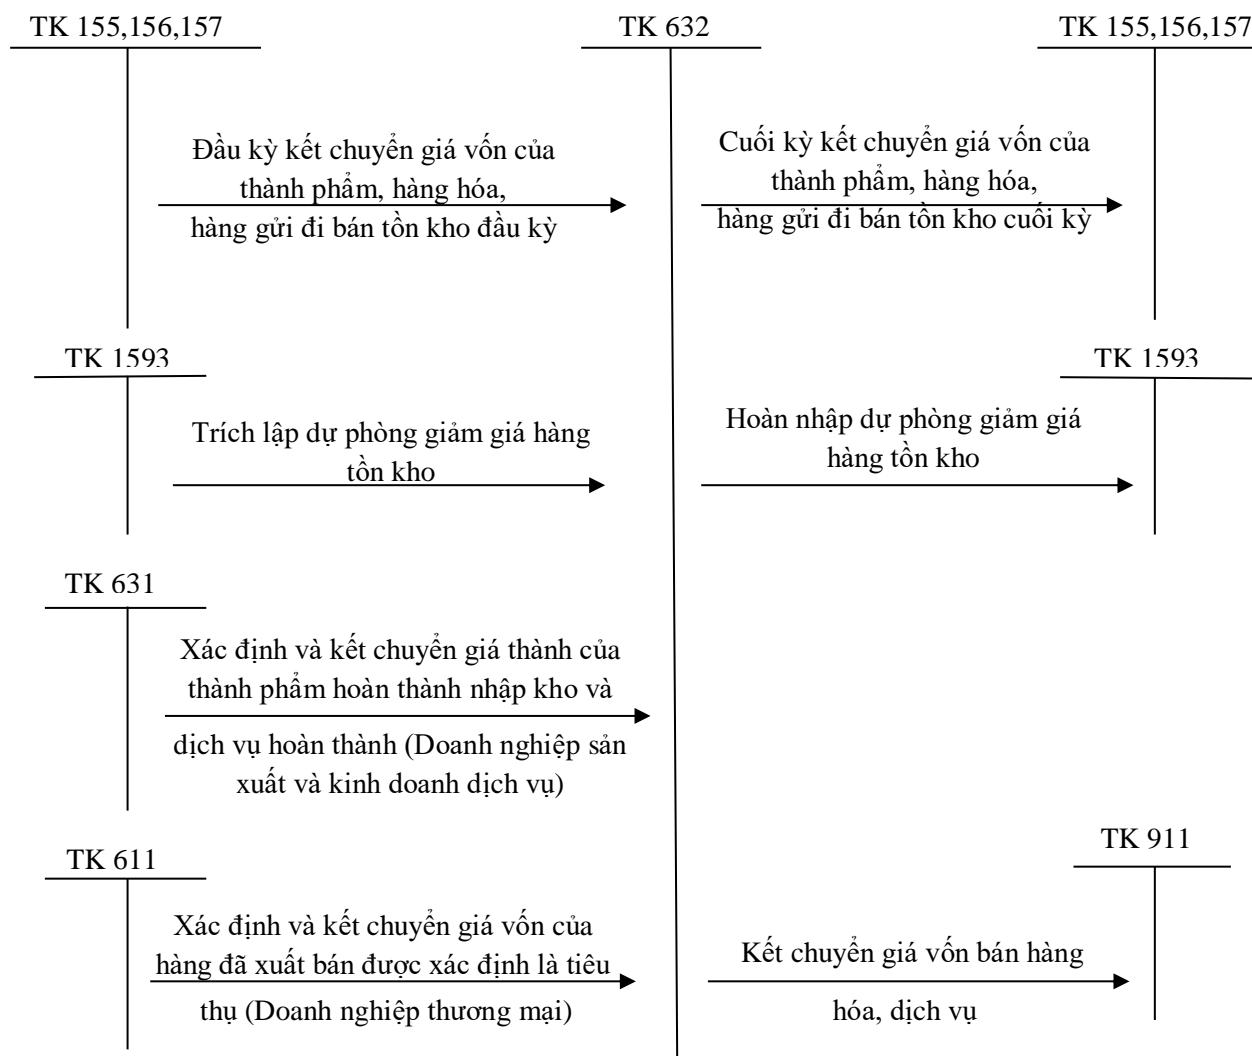 TK 155,156,157
TK 632
TK 155,156,157
Đầu kỳ kết chuyển giá vốn của
thành phẩm, hàng hóa,
hàng gửi đi bán tồn kho đầu kỳ
Cuối kỳ kết chuyển giá vốn của
thành phẩm, hàng hóa,
hàng gửi đi bán tồn kho cuối kỳ
TK 1593
TK 1593
Trích lập dự phòng giảm giá hàng
tồn kho
Hoàn nhập dự phòng giảm giá
hàng tồn kho
TK 631
Xác định và kết chuyển giá thành của
thành phẩm hoàn thành nhập kho và
dịch vụ hoàn thành (Doanh nghiệp sản
xuất và kinh doanh dịch vụ)
TK 611
TK 911
Xác định và kết chuyển giá vốn của
hàng đã xuất bán được xác định là tiêu
thụ (Doanh nghiệp thương mại)
Kết chuyển giá vốn bán hàng
hóa, dịch vụ